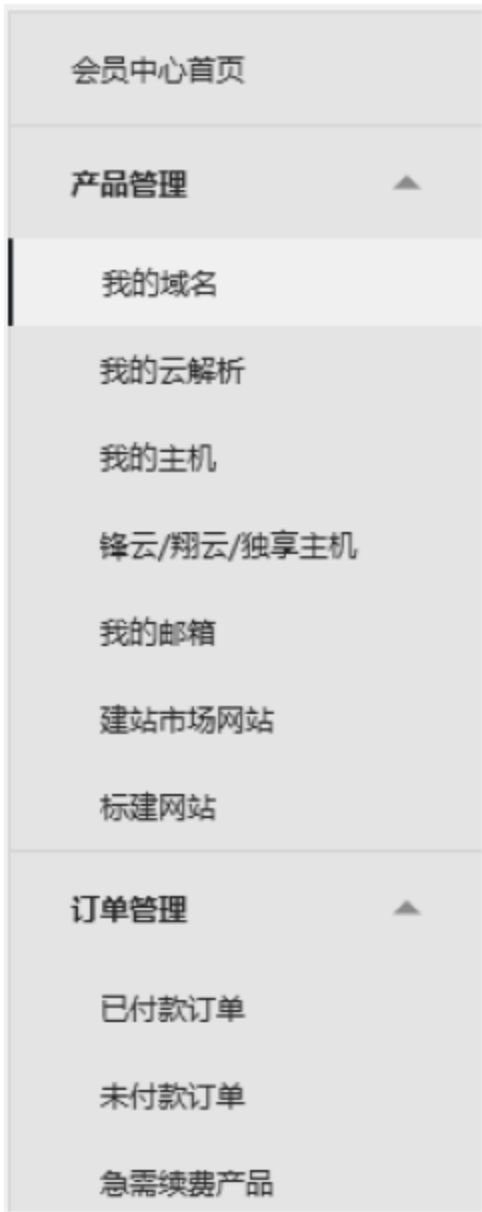 会员中心首页
产品管理
我的域名
我的云解析
我的主机
锋云/翔云/独享主机
我的邮箱
建站市场网站
标建网站
订单管理
已付款订单
未付款订单
急需续费产品